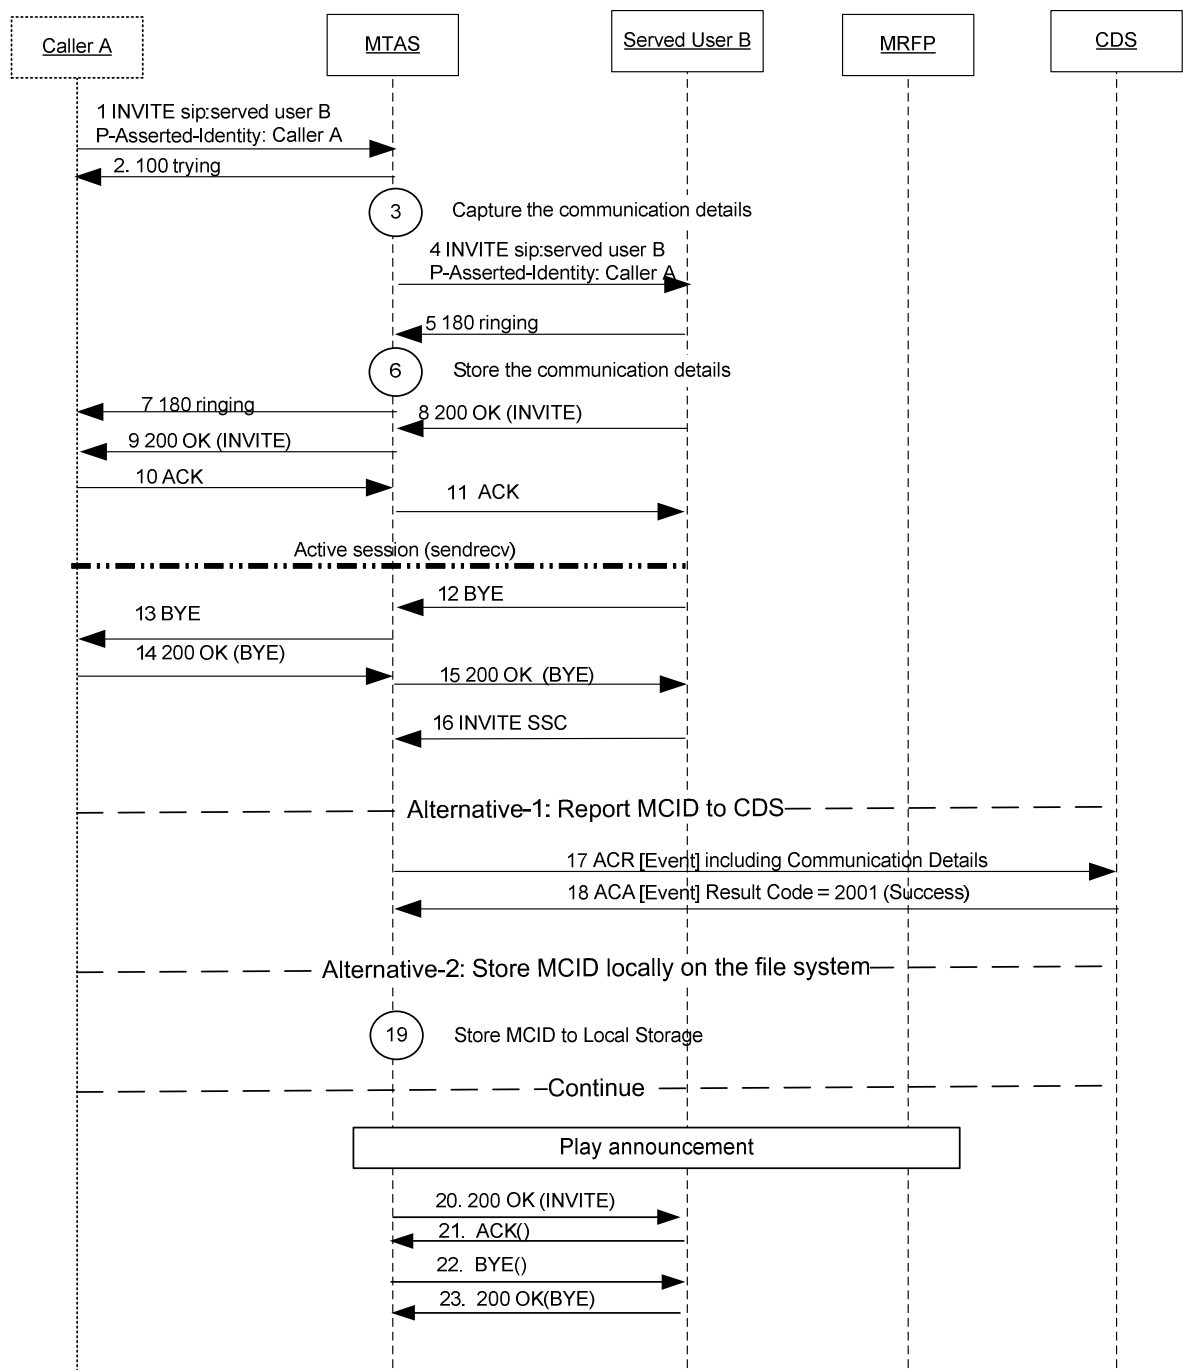 Caller A
MTAS
Served User B
MRFP
CDS
1 INVITE sip:served user B
P-Asserted-Identity: Caller A
2. 100 trying
3
Capture the communication details
4 INVITE sip:served user B
P-Asserted-Identity: Caller A
5 180 ringing
6
Store the communication details
7 180 ringing
8 200 OK (INVITE)
9 200 OK (INVITE)
10 ACK
11 ACK
Active session (sendrecv)
12 BYE
13 BYE
14 200 OK (BYE)
15 200 OK (BYE)
16 INVITE SSC
Alternative-1: Report MCID to CDS
17 ACR [Event] including Communication Details
18 ACA [Event] Result Code = 2001 (Success)
Alternative-2: Store MCID locally on the file system
19
Store MCID to Local Storage
Continue
Play announcement
20. 200 OK (INVITE)
21. ACK()
22. BYE()
23. 200 OK(BYE)